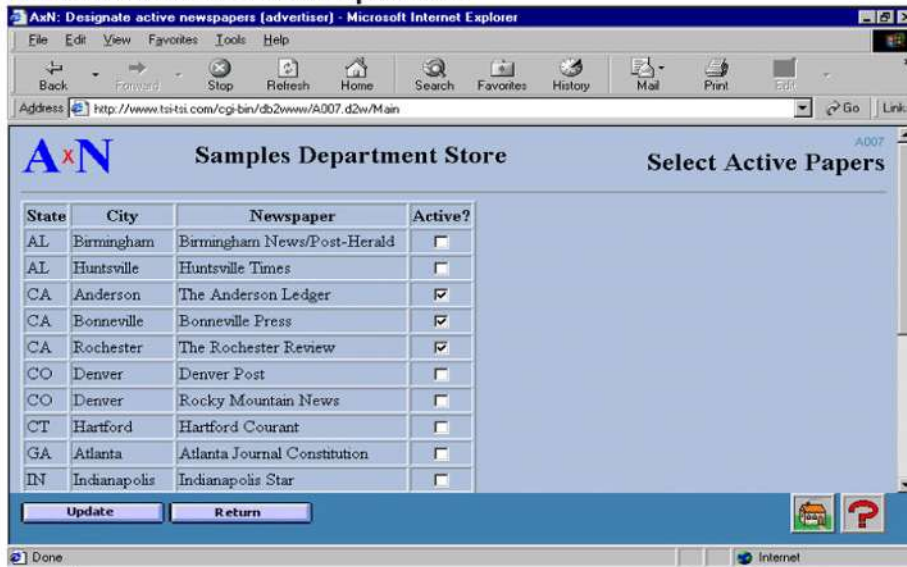 AxN: Designate active newspapers (advertiser) - Microsoft Internet Explorer
File Edit View Favorites Tools Help
Back Forward Stop Refresh Home Search Favorites History Mail Print Edit
Address http://www.tsi-tsi.com/cgi-bin/db2www/A007.d2w/Main Go Link
A007
AxN Samples Department Store Select Active Papers
State City Newspaper Active?
AL Birmingham Birmingham News/Post-Herald
AL Huntsville Huntsville Times
CA Anderson The Anderson Ledger
CA Bonneville Bonneville Press
CA Rochester The Rochester Review
CO Denver Denver Post
CO Denver Rocky Mountain News
CT Hartford Hartford Courant
GA Atlanta Atlanta Journal Constitution
IN Indianapolis Indianapolis Star
Update Return ?
Done Internet